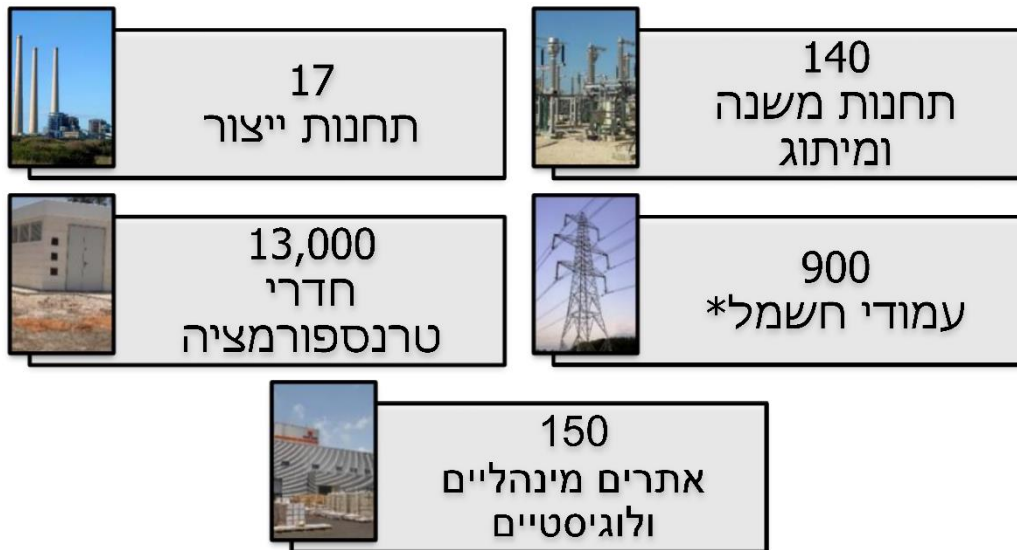 140
תחנות משנה
ומיתוג
17
תחנות ייצור
900
עמודי חשמל*
13,000
חדרי
טרנספורמציה
150
אתרים מינהליים
ולוגיסטיים